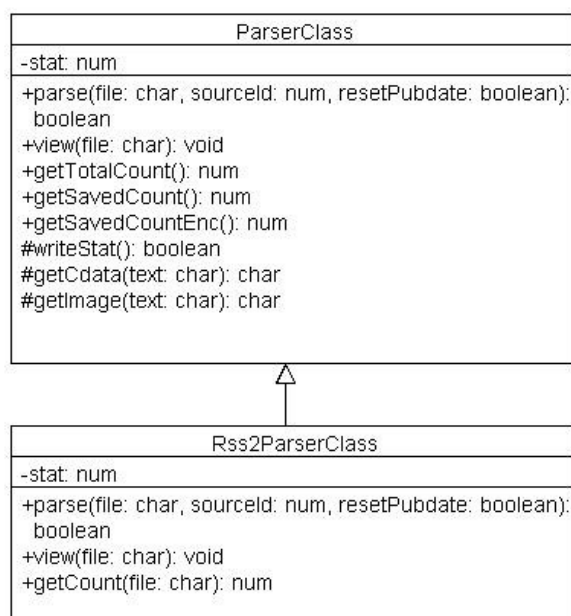 ParserClass
-stat: num
+parse(file: char, sourceId: num, resetPubdate: boolean):
boolean
+view(file: char): void
+getTotalCount(): num
+getSavedCount(): num
+getSavedCountEnc(): num
#writeStat(): boolean
#getCdata(text: char): char
#getImage(text: char): char
Rss2ParserClass
-stat: num
+parse(file: char, sourceId: num, resetPubdate: boolean):
boolean
+view(file: char): void
+getCount(file: char): num